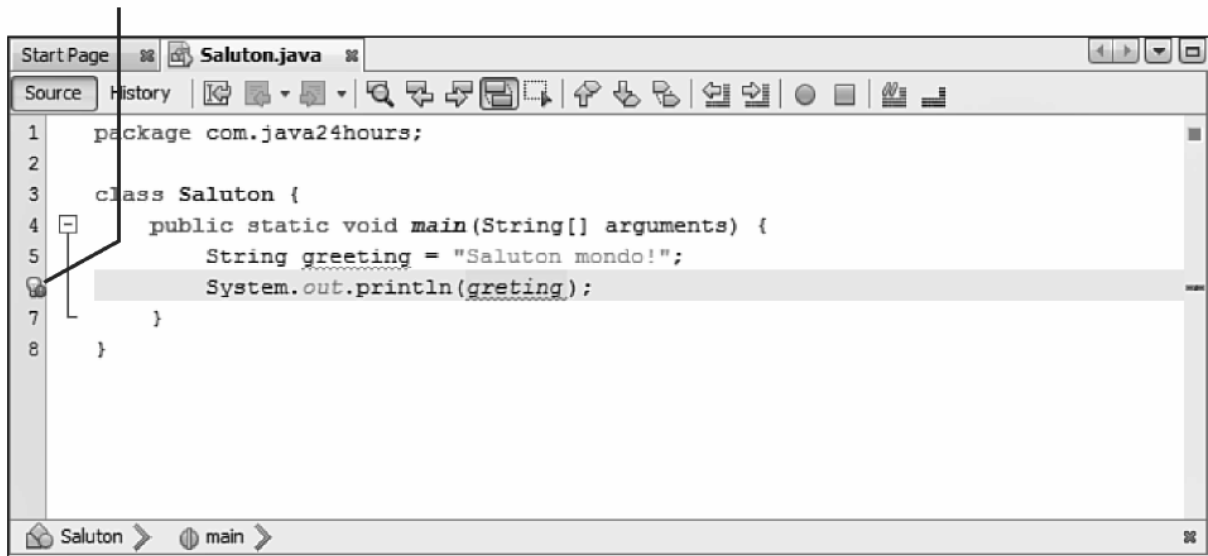 Start Page Saluton.java
Source History
1 package com.java24hours;
2
3 class Saluton {
4 public static void main(String[] arguments) {
5 String greeting = "Saluton mondo!";
System.out.println(greting);
7 }
8 }
Saluton main